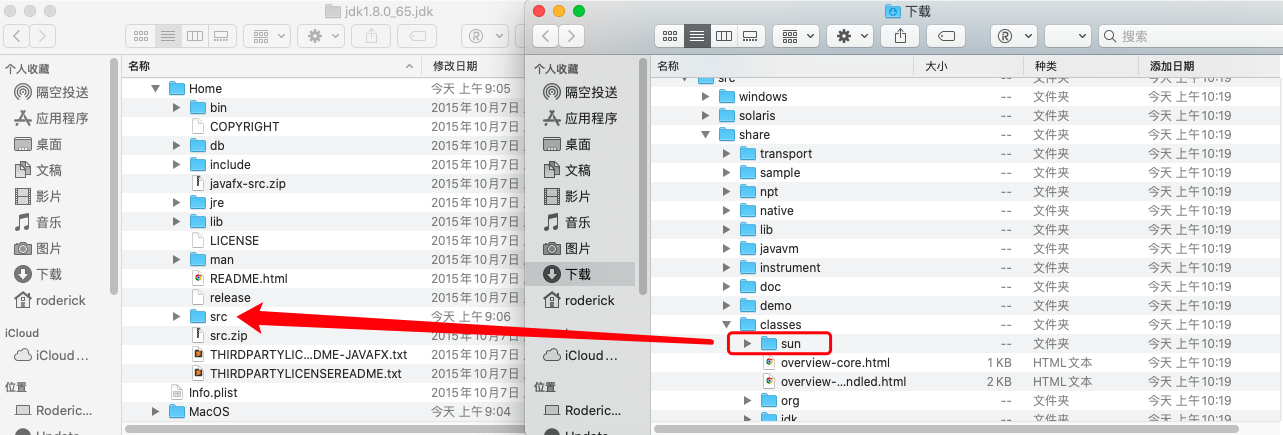 jdk1.8.0_65.jdk
个人收藏
隔空投送
应用程序
桌面
文稿
影片
音乐
图片
下载
roderick
iCloud
iCloud…
位置
Roderic…
名称
修改日期
Home
今天 上午9:05
bin
2015年10月7日
COPYRIGHT
2015年10月7日
db
2015年10月7日
include
2015年10月7日
javafx-src.zip
2015年10月7日
jre
2015年10月7日
lib
2015年10月7日
LICENSE
2015年10月7日
man
2015年10月7日
README.html
2015年10月7日
release
2015年10月7日
src
今天 上午9:06
src.zip
2015年10月7日
THIRDPARTYLIC…DME-JAVAFX.txt
2015年10月7日
THIRDPARTYLICENSEREADME.txt
2015年10月7日
Info.plist
2015年10月7日
MacOS
今天 上午9:04
下载
搜索
个人收藏
隔空投送
应用程序
桌面
文稿
影片
音乐
图片
下载
roderick
iCloud…
位置
Roderic…
名称
大小
种类
添加日期
src
-- 文件夹 今天 上午10:19
windows -- 文件夹 今天 上午10:19
solaris -- 文件夹 今天 上午10:19
share -- 文件夹 今天 上午10:19
transport -- 文件夹 今天 上午10:19
sample -- 文件夹 今天 上午10:19
npt -- 文件夹 今天 上午10:19
native -- 文件夹 今天 上午10:19
lib -- 文件夹 今天 上午10:19
javavm -- 文件夹 今天 上午10:19
instrument -- 文件夹 今天 上午10:19
doc -- 文件夹 今天 上午10:19
demo -- 文件夹 今天 上午10:19
classes -- 文件夹 今天 上午10:19
sun -- 文件夹 今天 上午10:19
overview-core.html 1 KB HTML文本 今天 上午10:19
overview-…ndled.html 2 KB HTML文本 今天 上午10:19
org -- 文件夹 今天 上午10:19
jdk -- 文件夹 今天 上午10:19